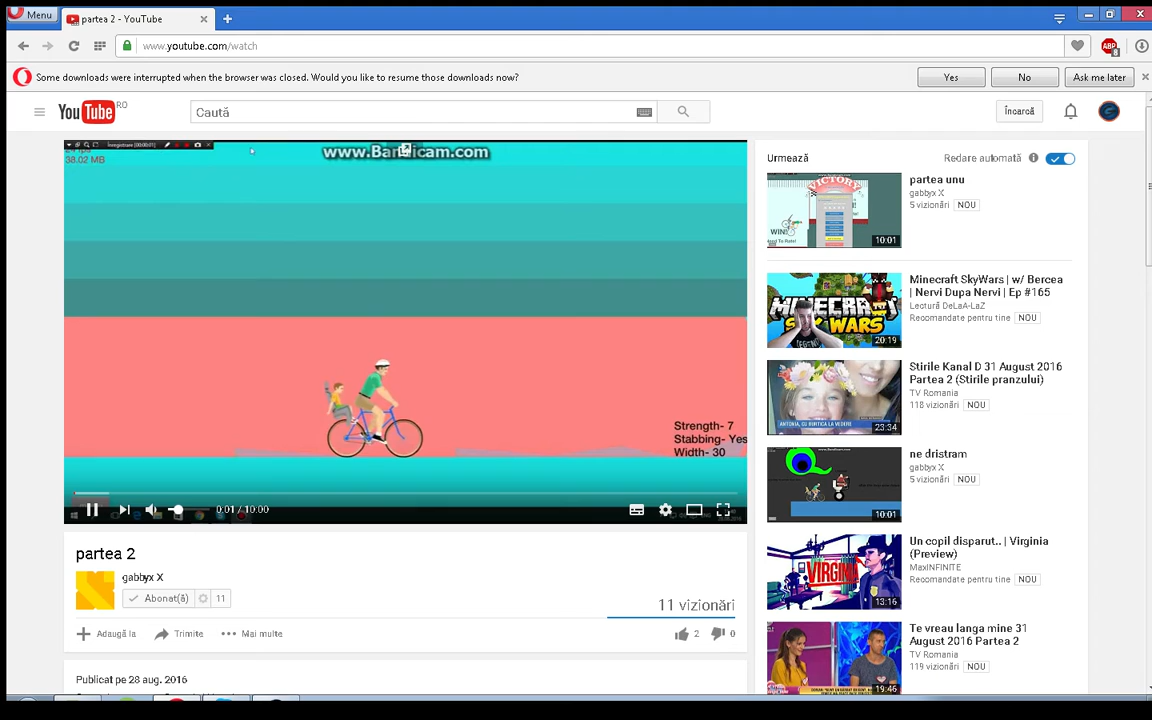 Menu
partea 2 - YouTube
www.youtube.com/watch
ABP
Some downloads were interrupted when the browser was closed. Would you like to resume those downloads now?
Yes
No
Ask me later
YouTube RO
Caută
Încarcă
www.Bandicam.com
38.02 MB
Strength- 7
Stabbing- Yes
Width- 30
0:01 / 10:00
partea 2
gabbyx X
Abonat(ă)
11
11 vizionări
Adaugă la
Trimite
Mai multe
2
0
Publicat pe 28 aug. 2016
Urmează
Redare automată
VICTORY
WIN!
10:01
partea unu
gabbyx X
5 vizionări
NOU
MINECRAFT
SKY WARS
20:19
Minecraft SkyWars | w/ Bercea
| Nervi Dupa Nervi | Ep #165
Lectură DeLaA-LaZ
Recomandate pentru tine
NOU
23:34
Stirile Kanal D 31 August 2016
Partea 2 (Stirile pranzului)
TV Romania
118 vizionări
NOU
10:01
ne dristram
gabbyx X
5 vizionări
NOU
VIRGINIA
13:16
Un copil disparut.. | Virginia
(Preview)
MaxINFINITE
Recomandate pentru tine
NOU
19:46
Te vreau langa mine 31
August 2016 Partea 2
TV Romania
119 vizionări
NOU